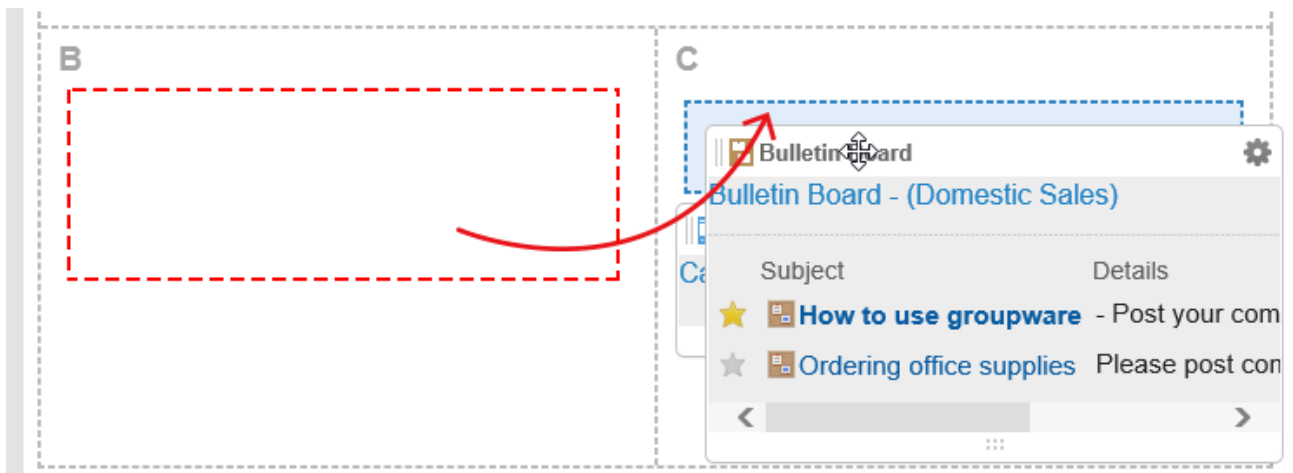 B
C
Bulletin Board
Bulletin Board - (Domestic Sales)
Ca
Subject Details
How to use groupware - Post your com
Ordering office supplies Please post con